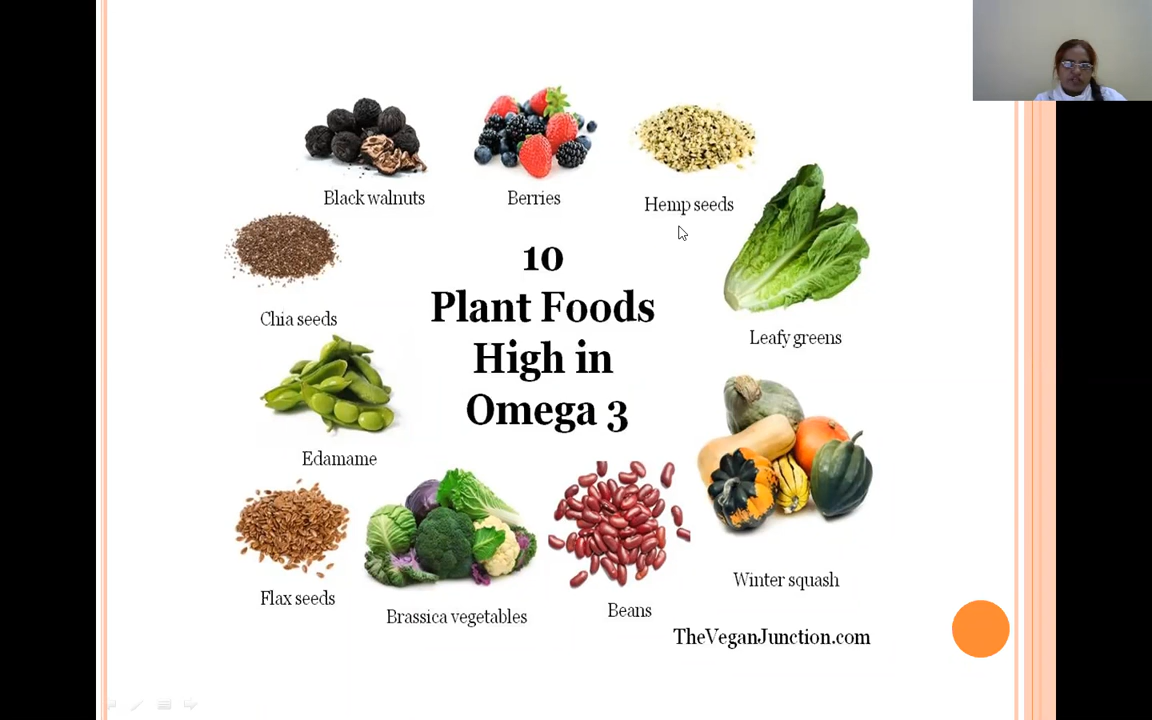 Black walnuts
Berries
Hemp seeds
Chia seeds
10
Plant Foods
High in
Omega 3
Leafy greens
Edamame
Winter squash
Flax seeds
Brassica vegetables
Beans
TheVeganJunction.com